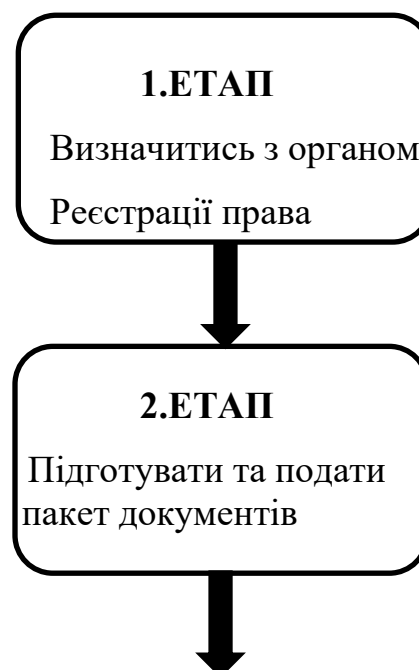 1.ЕТАП
Визначитись з органом
Реєстрації права
2.ЕТАП
Підготувати та подати
пакет документів